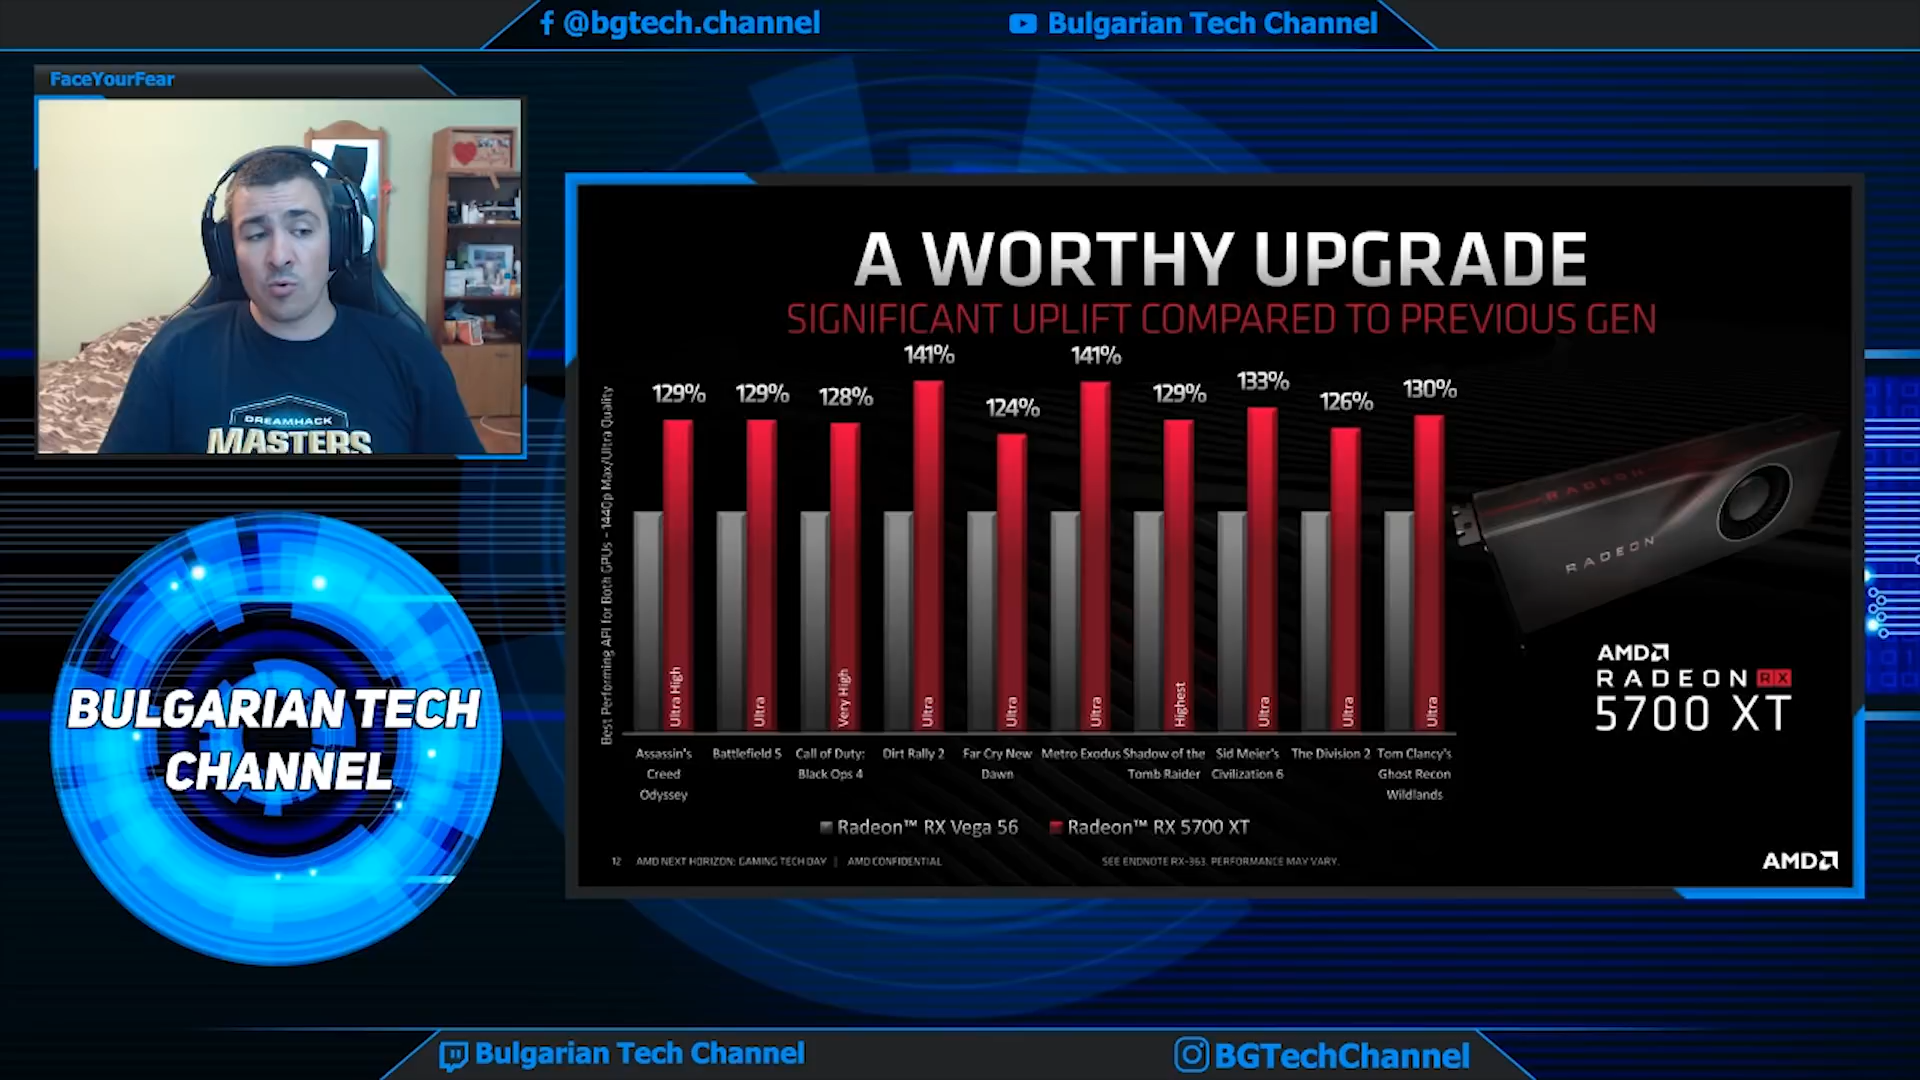 @bgtech.channel
Bulgarian Tech Channel
FaceYourFear
DREAMHACK
MASTERS
BULGARIAN TECH
CHANNEL
A WORTHY UPGRADE
SIGNIFICANT UPLIFT COMPARED TO PREVIOUS GEN
Best Performing API for Both GPUs - 1440p Max/Ultra Quality
129%
129%
128%
141%
124%
141%
129%
133%
126%
130%
Ultra High
Ultra
Very High
Ultra
Ultra
Ultra
Highest
Ultra
Ultra
Ultra
Assassin's
Creed
Odyssey
Battlefield 5
Call of Duty:
Black Ops 4
Dirt Rally 2
Far Cry New
Dawn
Metro Exodus
Shadow of the
Tomb Raider
Sid Meier's
Civilization 6
The Division 2
Tom Clancy's
Ghost Recon
Wildlands
Radeon™ RX Vega 56
Radeon™ RX 5700 XT
RADEON
RADEON
AMD
RADEON RX
5700 XT
12 AMD NEXT HORIZON: GAMING TECH DAY | AMD CONFIDENTIAL
SEE ENDNOTE RX-363. PERFORMANCE MAY VARY.
AMD
Bulgarian Tech Channel
BGTechChannel